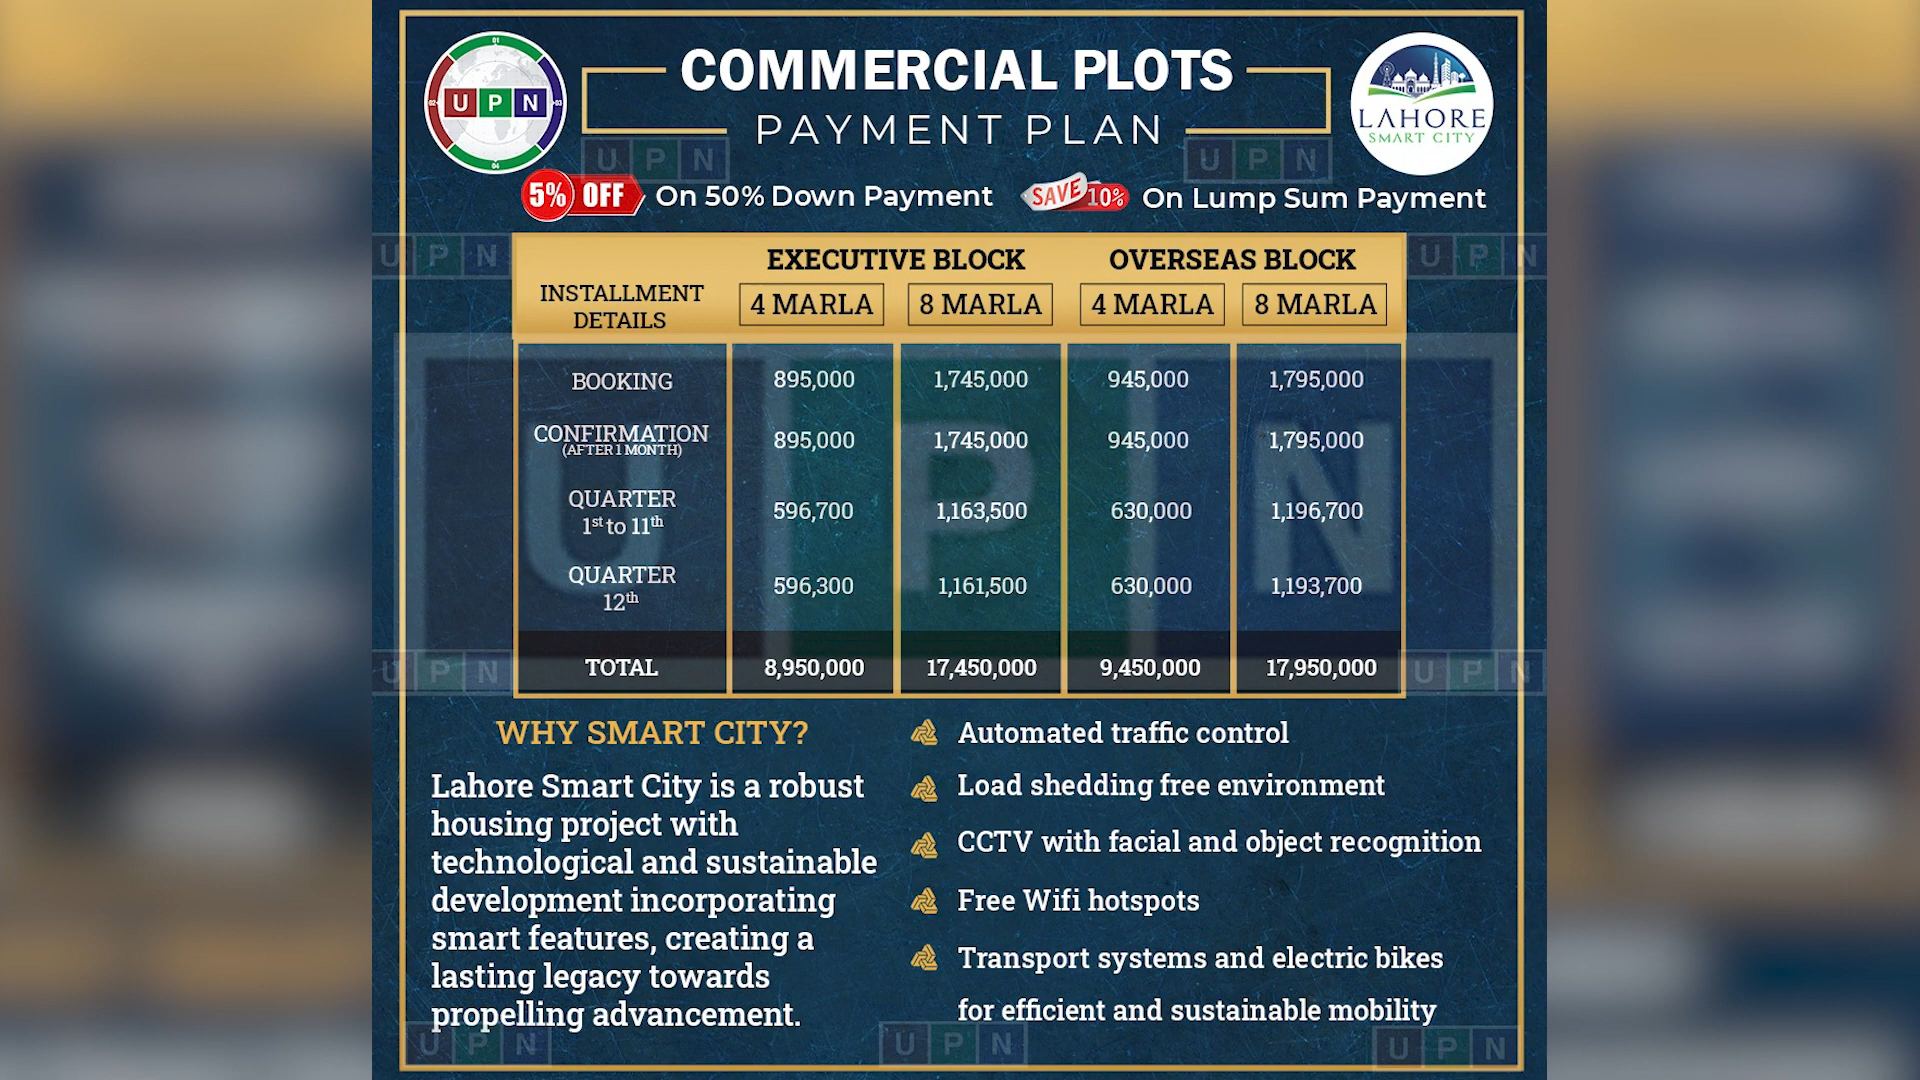 COMMERCIAL PLOTS
PAYMENT PLAN
01
02 U P N 03
04
LAHORE
SMART CITY
5% OFF On 50% Down Payment
SAVE 10% On Lump Sum Payment
INSTALLMENT
DETAILS
EXECUTIVE BLOCK OVERSEAS BLOCK
4 MARLA 8 MARLA 4 MARLA 8 MARLA
BOOKING 895,000 1,745,000 945,000 1,795,000
CONFIRMATION 895,000 1,745,000 945,000 1,795,000
(AFTER 1 MONTH)
QUARTER
1st to 11th 596,700 1,163,500 630,000 1,196,700
QUARTER
12th 596,300 1,161,500 630,000 1,193,700
TOTAL 8,950,000 17,450,000 9,450,000 17,950,000
WHY SMART CITY?
Lahore Smart City is a robust
housing project with
technological and sustainable
development incorporating
smart features, creating a
lasting legacy towards
propelling advancement.
Automated traffic control
Load shedding free environment
CCTV with facial and object recognition
Free Wifi hotspots
Transport systems and electric bikes
for efficient and sustainable mobility
U P N
U P N
U P N
U P N
U P N
U P N
U P N
U P N
U P N
U P N